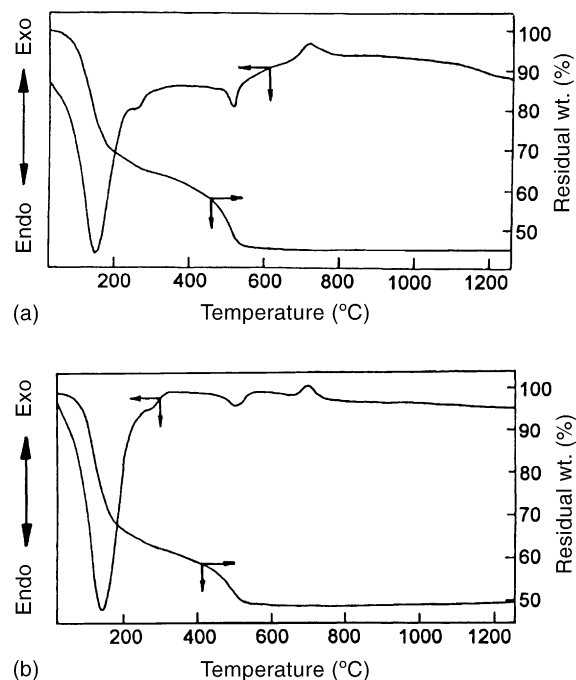 Exo
Endo
100
90
80
70
60
50
Residual wt. (%)
200 400 600 800 1000 1200
Temperature (°C)
(a)
Exo
Endo
100
90
80
70
60
50
Residual wt. (%)
200 400 600 800 1000 1200
Temperature (°C)
(b)